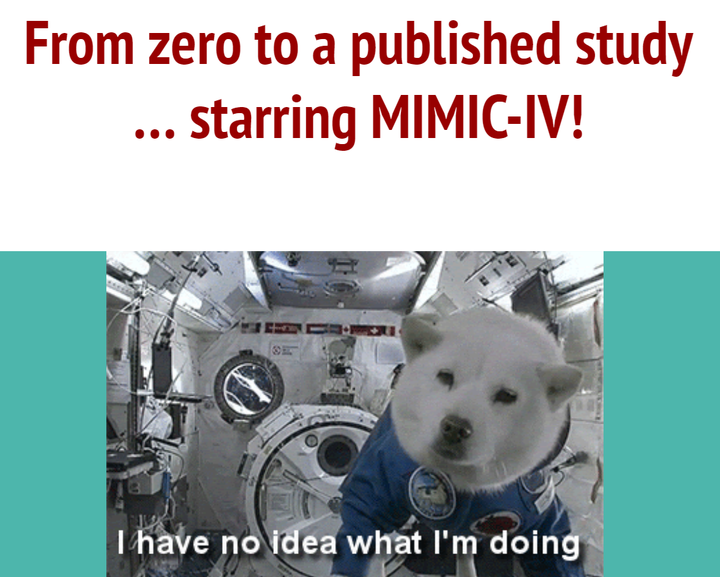 From zero to a published study
... starring MIMIC-IV!
I have no idea what I'm doing